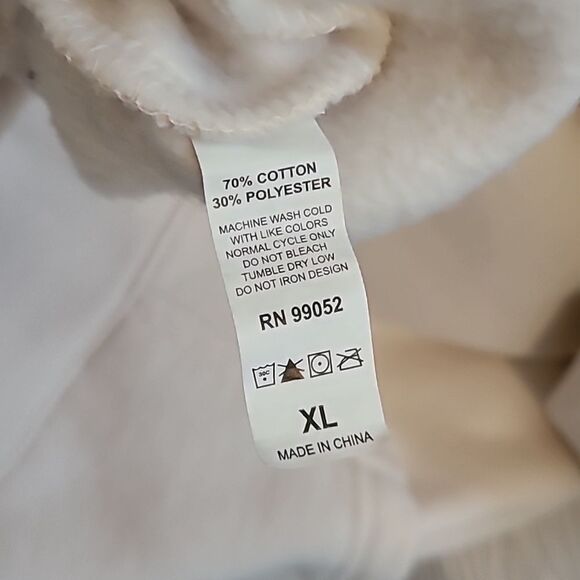 70% COTTON
30% POLYESTER
MACHINE WASH COLD
WITH LIKE COLORS
NORMAL CYCLE ONLY
DO NOT BLEACH
TUMBLE DRY LOW
DO NOT IRON DESIGN
RN 99052
30C
XL
MADE IN CHINA